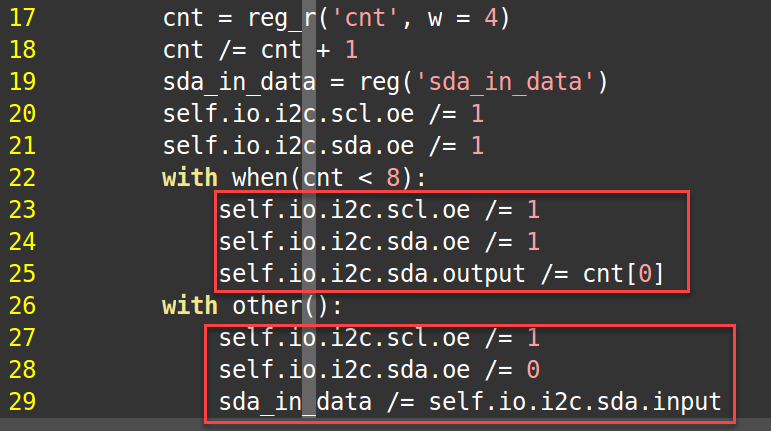 17 cnt = reg_r('cnt', w = 4)
18 cnt /= cnt + 1
19 sda_in_data = reg('sda_in_data')
20 self.io.i2c.scl.oe /= 1
21 self.io.i2c.sda.oe /= 1
22 with when(cnt < 8):
23 self.io.i2c.scl.oe /= 1
24 self.io.i2c.sda.oe /= 1
25 self.io.i2c.sda.output /= cnt[0]
26 with other():
27 self.io.i2c.scl.oe /= 1
28 self.io.i2c.sda.oe /= 0
29 sda_in_data /= self.io.i2c.sda.input